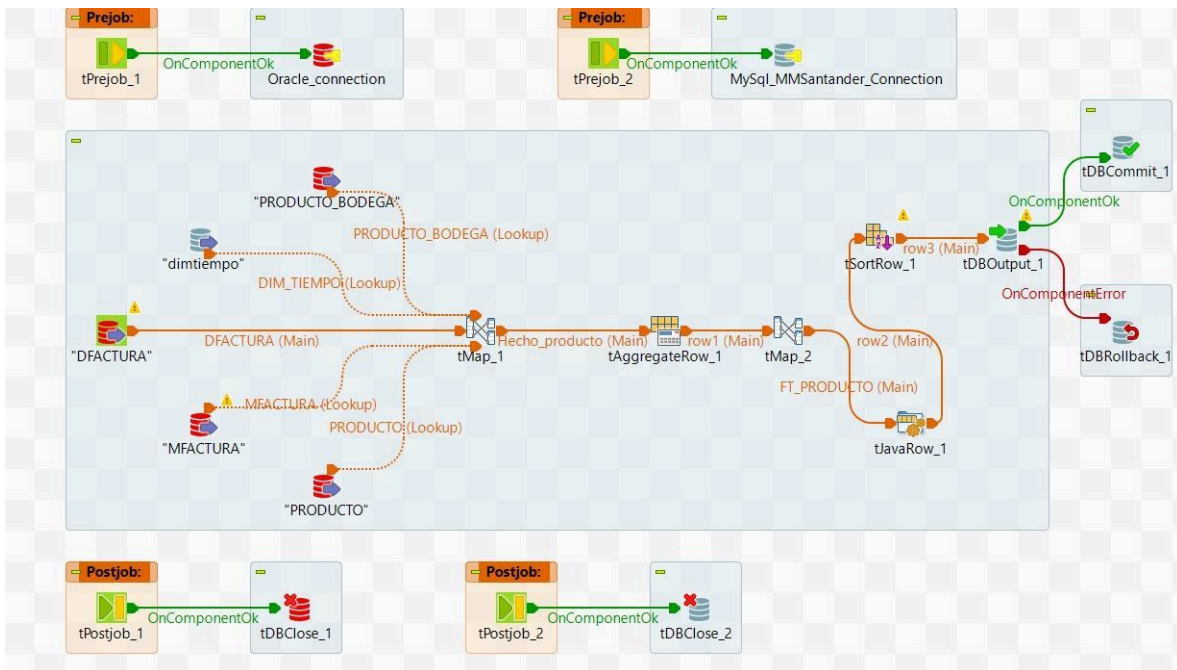 Prejob:
OnComponentOk
tPrejob_1
Oracle_connection
Prejob:
OnComponentOk
tPrejob_2
MySql_MMSantander_Connection
tDBCommit_1
OnComponentOk
"PRODUCTO_BODEGA"
PRODUCTO_BODEGA (Lookup)
"dimtiempo"
DIM_TIEMPO (Lookup)
"DFACTURA"
DFACTURA (Main)
tMap_1
Hecho_producto (Main)
tAggregateRow_1
row1 (Main)
tMap_2
row2 (Main)
tSortRow_1
row3 (Main)
tDBOutput_1
OnComponentError
tDBRollback_1
FT_PRODUCTO (Main)
MFACTURA (Lookup)
"MFACTURA"
PRODUCTO (Lookup)
"PRODUCTO"
tJavaRow_1
Postjob:
OnComponentOk
tPostjob_1
tDBClose_1
Postjob:
OnComponentOk
tPostjob_2
tDBClose_2